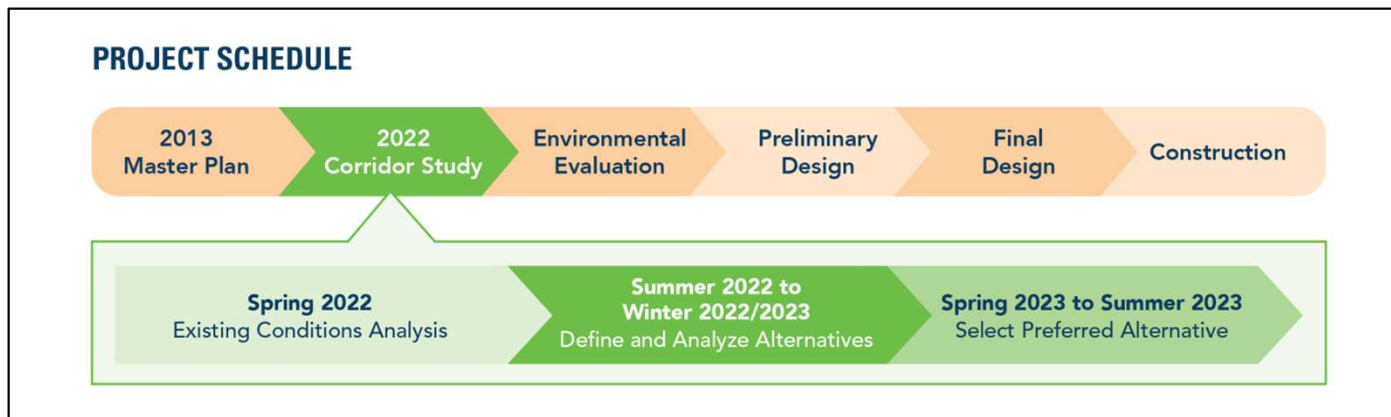 PROJECT SCHEDULE
2013
Master Plan
2022
Corridor Study
Environmental
Evaluation
Preliminary
Design
Final
Design
Construction
Spring 2022
Existing Conditions Analysis
Summer 2022 to
Winter 2022/2023
Define and Analyze Alternatives
Spring 2023 to Summer 2023
Select Preferred Alternative